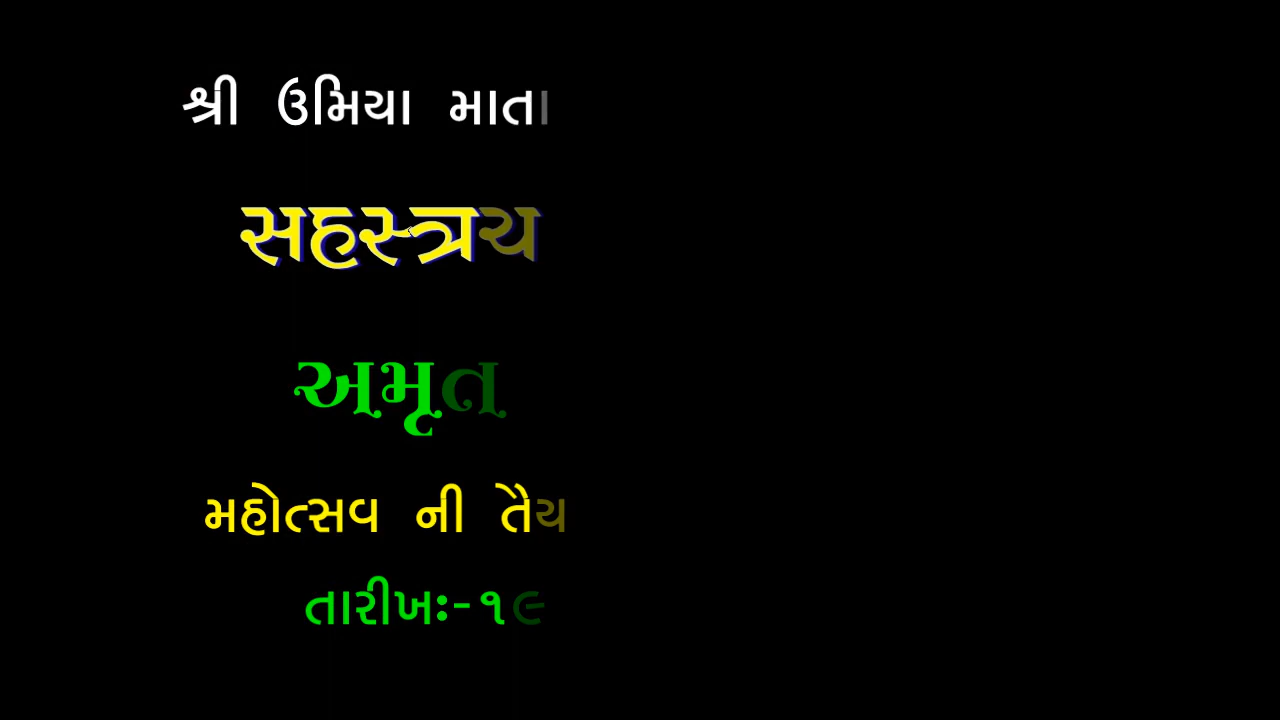 શ્રી ઉમિયા માતા
સહસ્ત્રચ
અમૃત
મહોત્સવ ની તૈય
તારીખઃ-૧૯